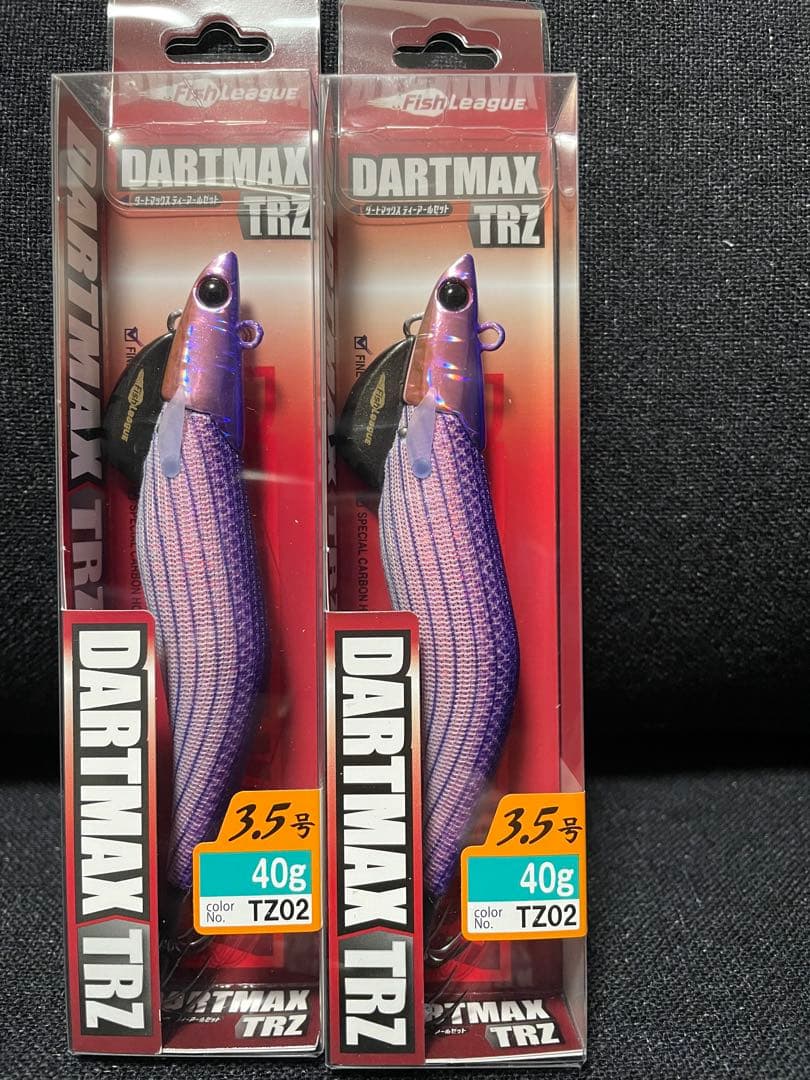 Fish League
DARTMAX
ダートマックス ティーアールゼット
TRZ
DARTMAX TRZ
FINE
Fish League
SPECIAL CARBON HO
DARTMAX TRZ
3.5号
40g
color No. TZ02
DARTMAX
TRZ
Fish League
DARTMAX
ダートマックス ティーアールゼット
TRZ
FINE
Fish League
SPECIAL CARBON H
DARTMAX TRZ
3.5号
40g
color No. TZ02
DARTMAX
TRZ